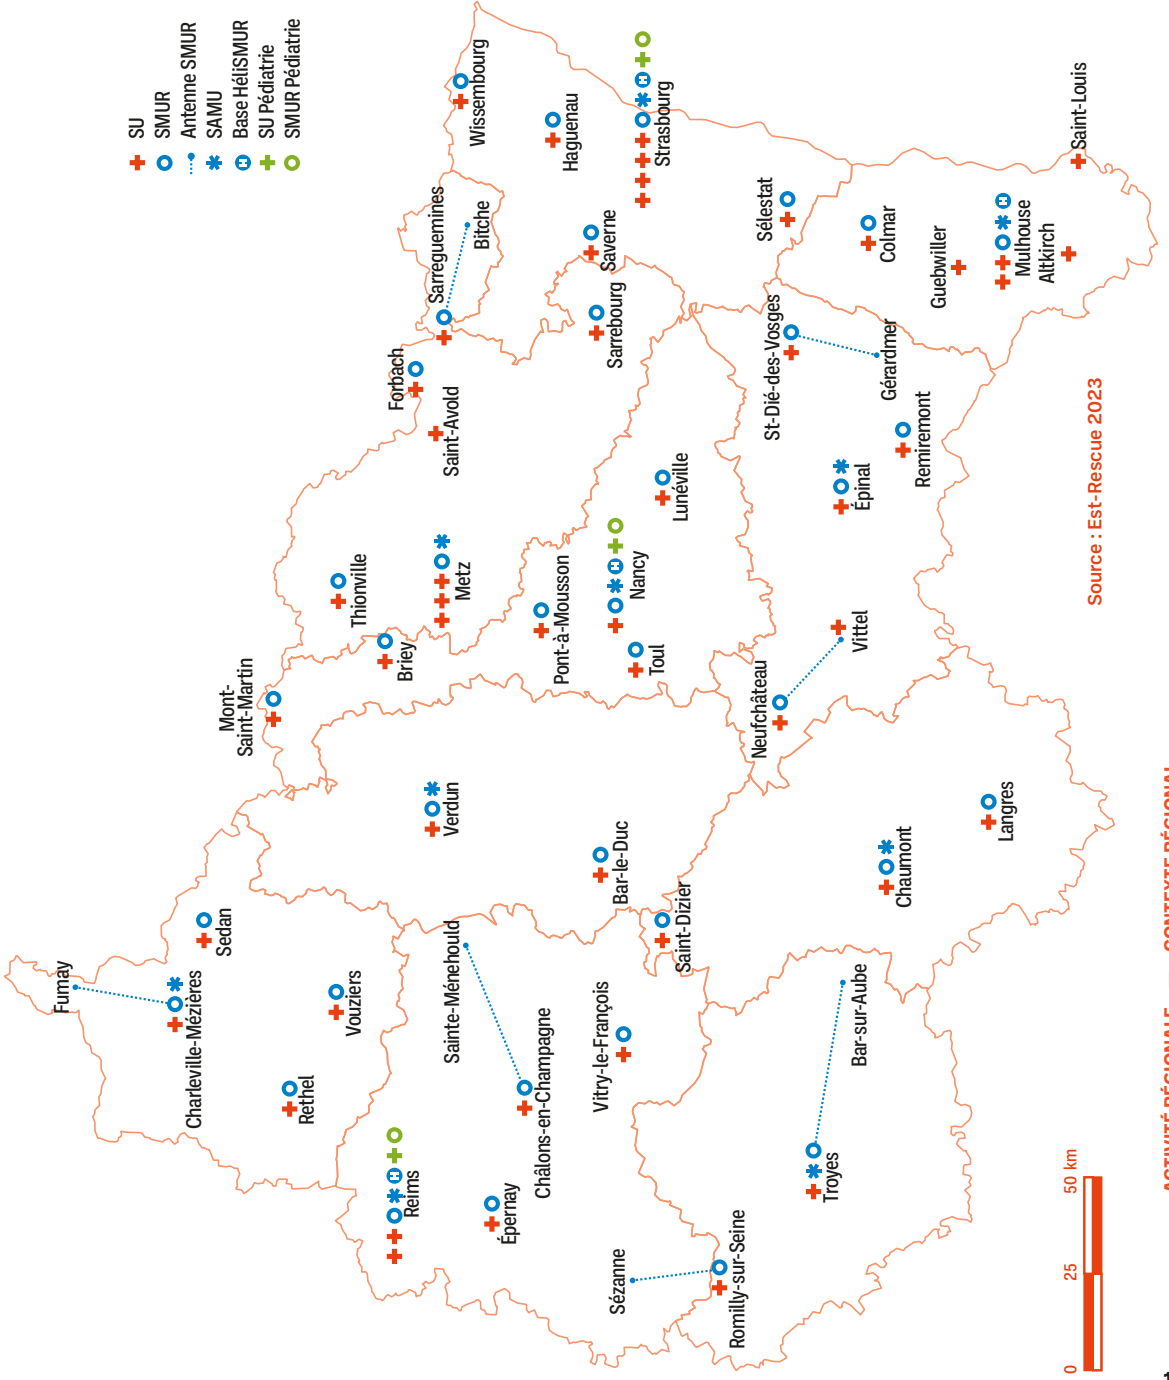 SU
SMUR
Antenne SMUR
SAMU
Base HéliSMUR
SU Pédiatrie
SMUR Pédiatrie
Fumay
Charleville-Mézières
Sedan
Rethel
Vouziers
Reims
Épernay
Châlons-en-Champagne
Sainte-Ménehould
Vitry-le-François
Sézanne
Romilly-sur-Seine
Troyes
Bar-sur-Aube
Saint-Dizier
Chaumont
Langres
Verdun
Bar-le-Duc
Mont-
Saint-Martin
Briey
Thionville
Metz
Pont-à-Mousson
Nancy
Toul
Lunéville
Neufchâteau
Vittel
Épinal
Remiremont
Gérardmer
St-Dié-des-Vosges
Forbach
Saint-Avold
Sarreguemines
Bitche
Sarrebourg
Saverne
Wissembourg
Haguenau
Strasbourg
Sélestat
Colmar
Guebwiller
Mulhouse
Altkirch
Saint-Louis
0 25 50 km
Source : Est-Rescue 2023
ACTIVITÉ RÉGIONALE — CONTEXTE RÉGIONAL